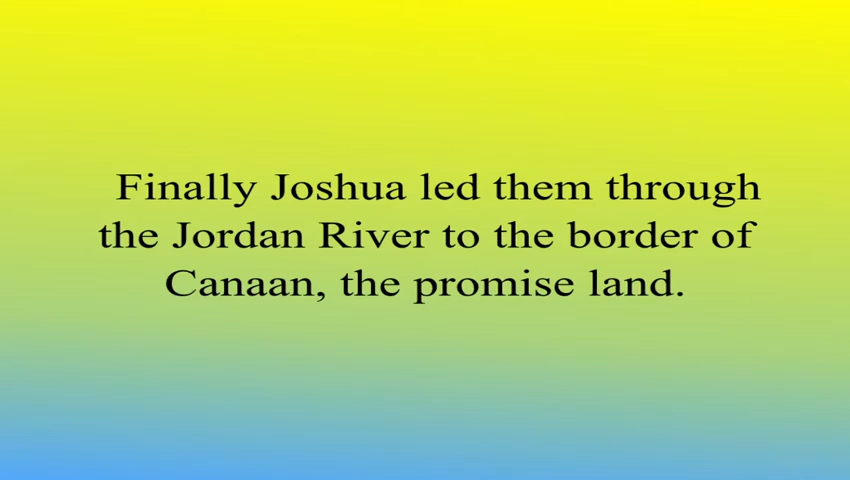 Finally Joshua led them through
the Jordan River to the border of
Canaan, the promise land.